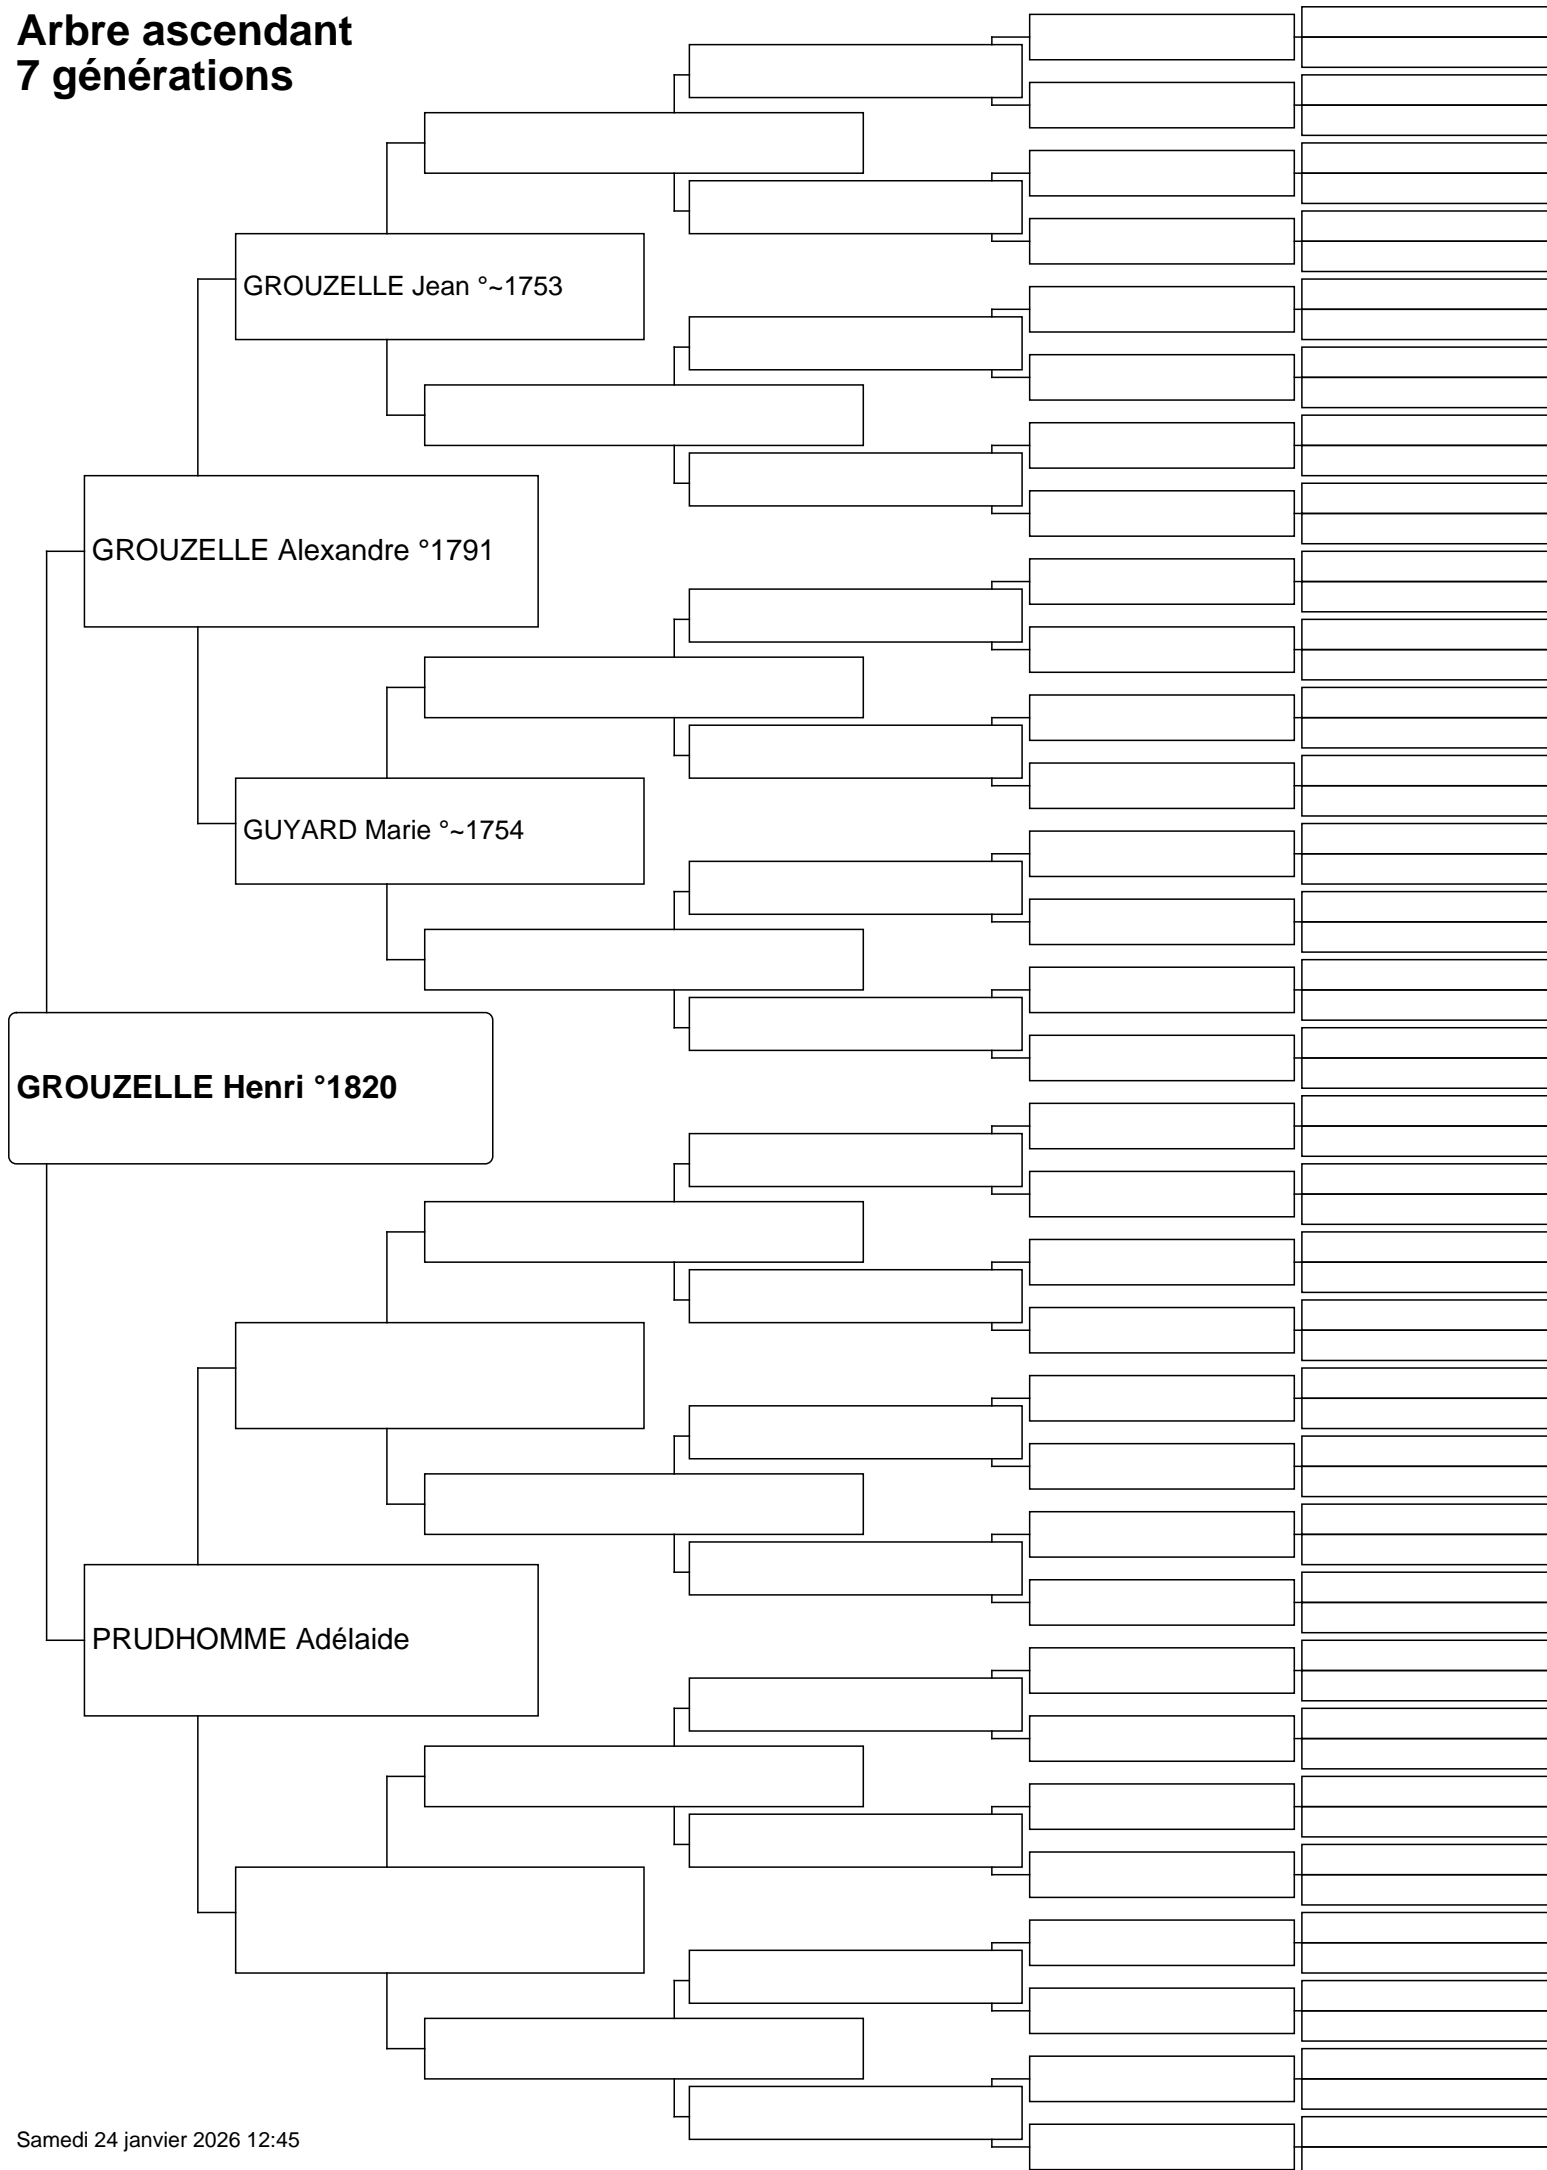 Arbre ascendant
7 générations
GROUZELLE Jean °~1753
GROUZELLE Alexandre °1791
GUYARD Marie °~1754
GROUZELLE Henri °1820
PRUDHOMME Adélaide
Samedi 24 janvier 2026 12:45